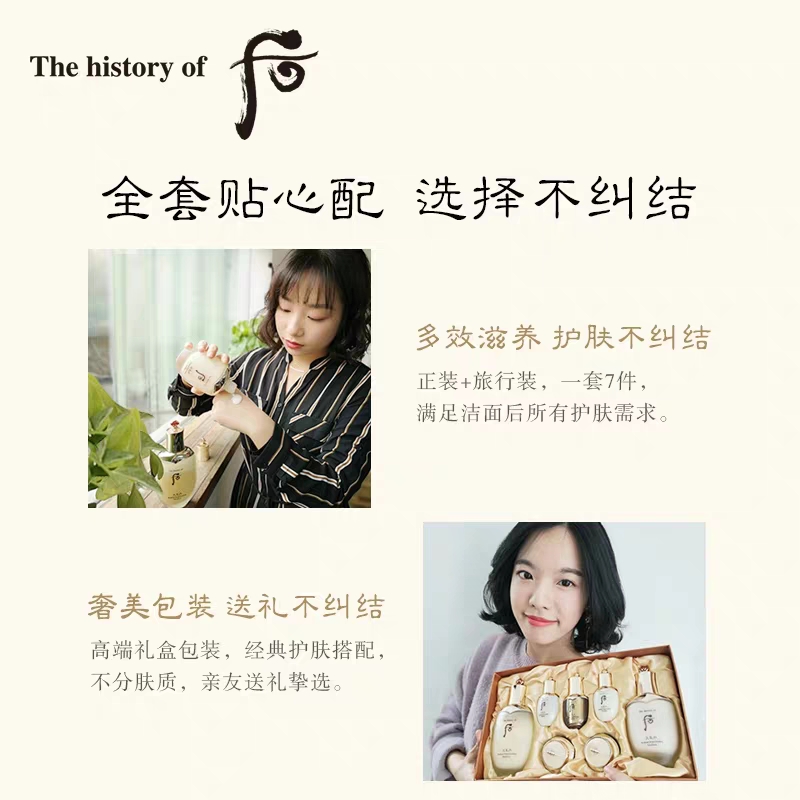 The history of 后
全套贴心配 选择不纠结
多效滋养 护肤不纠结
正装+旅行装，一套7件，
满足洁面后所有护肤需求。
奢美包装 送礼不纠结
高端礼盒包装，经典护肤搭配，
不分肤质，亲友送礼挚选。